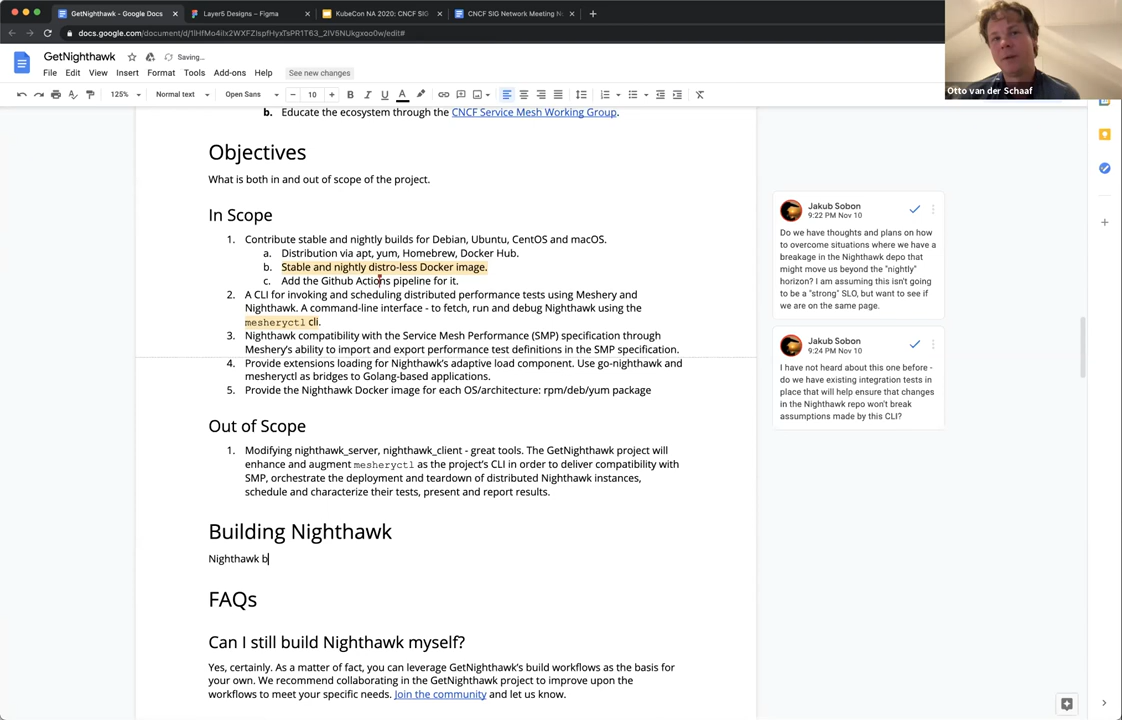 GetNighthawk - Google Docs
Layer5 Designs – Figma
KubeCon NA 2020: CNCF SIG
CNCF SIG Network Meeting N
docs.google.com/document/d/
GetNighthawk
Saving...
File Edit View Insert Format Tools Add-ons Help See new changes
125% Normal text Open Sans 10
Otto van der Schaaf
b. Educate the ecosystem through the CNCF Service Mesh Working Group.
Objectives
What is both in and out of scope of the project.
In Scope
1. Contribute stable and nightly builds for Debian, Ubuntu, CentOS and macOS.
a. Distribution via apt, yum, Homebrew, Docker Hub.
b. Stable and nightly distro-less Docker image.
c. Add the Github Actions pipeline for it.
2. A CLI for invoking and scheduling distributed performance tests using Meshery and
Nighthawk. A command-line interface - to fetch, run and debug Nighthawk using the
mesheryctl cli.
3. Nighthawk compatibility with the Service Mesh Performance (SMP) specification through
Meshery's ability to import and export performance test definitions in the SMP specification.
4. Provide extensions loading for Nighthawk's adaptive load component. Use go-nighthawk and
mesheryctl as bridges to Golang-based applications.
5. Provide the Nighthawk Docker image for each OS/architecture: rpm/deb/yum package
Out of Scope
1. Modifying nighthawk_server, nighthawk_client - great tools. The GetNighthawk project will
enhance and augment mesheryctl as the project's CLI in order to deliver compatibility with
SMP, orchestrate the deployment and teardown of distributed Nighthawk instances,
schedule and characterize their tests, present and report results.
Building Nighthawk
Nighthawk b
FAQs
Can I still build Nighthawk myself?
Yes, certainly. As a matter of fact, you can leverage GetNighthawk's build workflows as the basis for
your own. We recommend collaborating in the GetNighthawk project to improve upon the
workflows to meet your specific needs. Join the community and let us know.
Jakub Sobon
9:22 PM Nov 10
Do we have thoughts and plans on how
to overcome situations where we have a
breakage in the Nighthawk depo that
might move us beyond the "nightly"
horizon? I am assuming this isn't going
to be a "strong" SLO, but want to see if
we are on the same page.
Jakub Sobon
9:24 PM Nov 10
I have not heard about this one before -
do we have existing integration tests in
place that will help ensure that changes
in the Nighthawk repo won't break
assumptions made by this CLI?